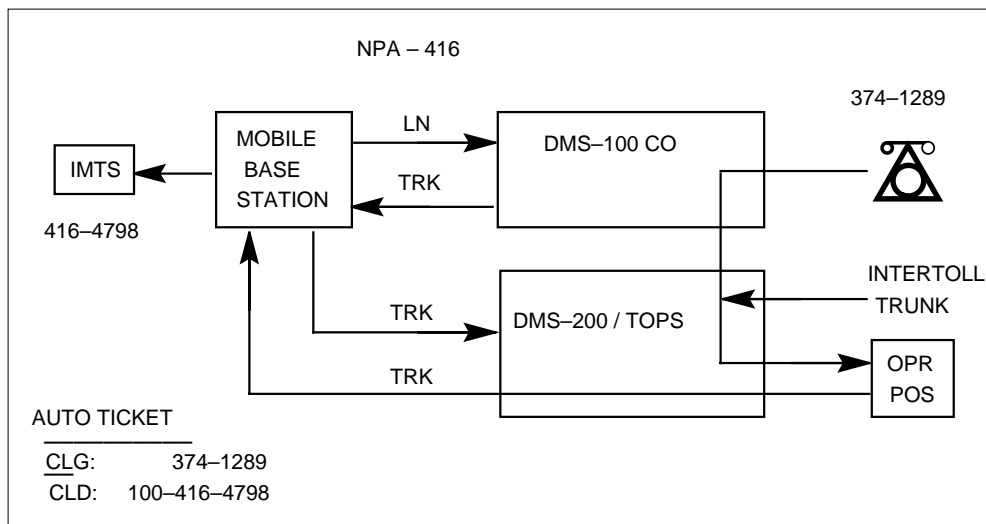 NPA – 416
374–1289
LN
DMS–100 CO
MOBILE
BASE
STATION
IMTS
TRK
416–4798
INTERTOLL
TRUNK
TRK
DMS–200 / TOPS
OPR
POS
TRK
AUTO TICKET
CLG: 374–1289
CLD: 100–416–4798